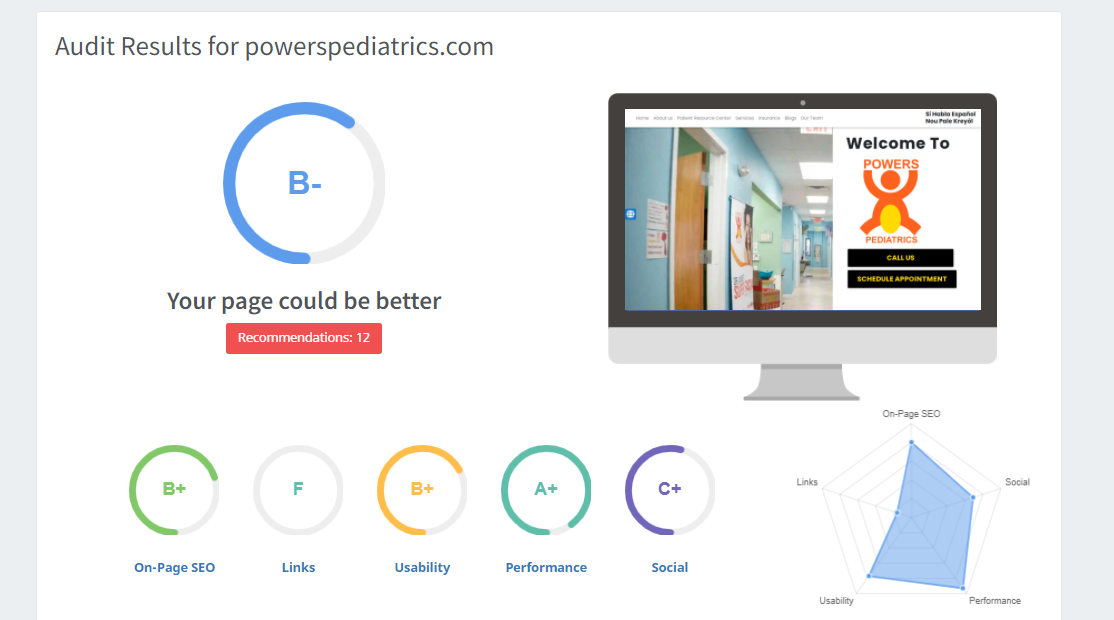 Audit Results for powerspediatrics.com
B-
Your page could be better
Recommendations: 12
Home About us Patient Resource Center Services Insurance Blogs Our Team
Si Habla Español
Nou Pale Kreyòl
Welcome To
POWERS
PEDIATRICS
CALL US
SCHEDULE APPOINTMENT
B+
On-Page SEO
F
Links
B+
Usability
A+
Performance
C+
Social
On-Page SEO
Links
Social
Usability
Performance